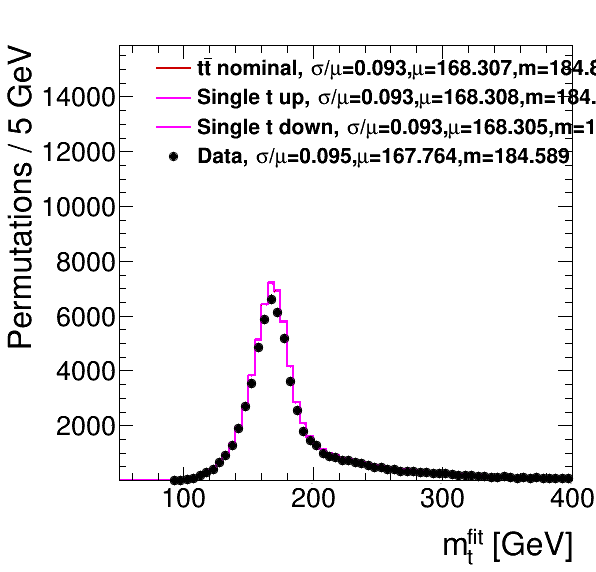 tt̄ nominal, σ/μ=0.093,μ=168.307,m=184.8
Single t up, σ/μ=0.093,μ=168.308,m=184.
Single t down, σ/μ=0.093,μ=168.305,m=1
Data, σ/μ=0.095,μ=167.764,m=184.589
Permutations / 5 GeV
14000
12000
10000
8000
6000
4000
2000
100 200 300 400
m_t^fit [GeV]